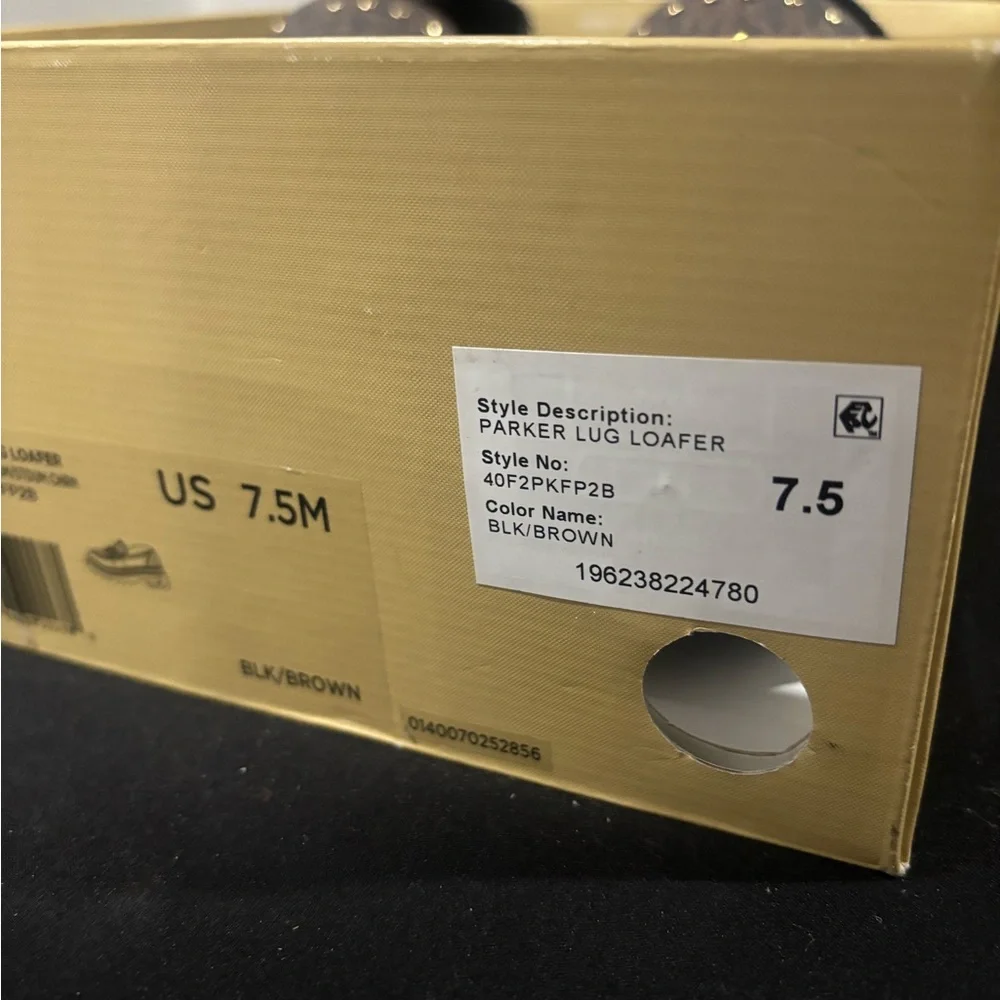 Style Description:
PARKER LUG LOAFER
Style No:
40F2PKFP2B
Color Name:
BLK/BROWN
7.5
196238224780
LOAFER
FP2B
US 7.5M
BLK/BROWN
0140070252856